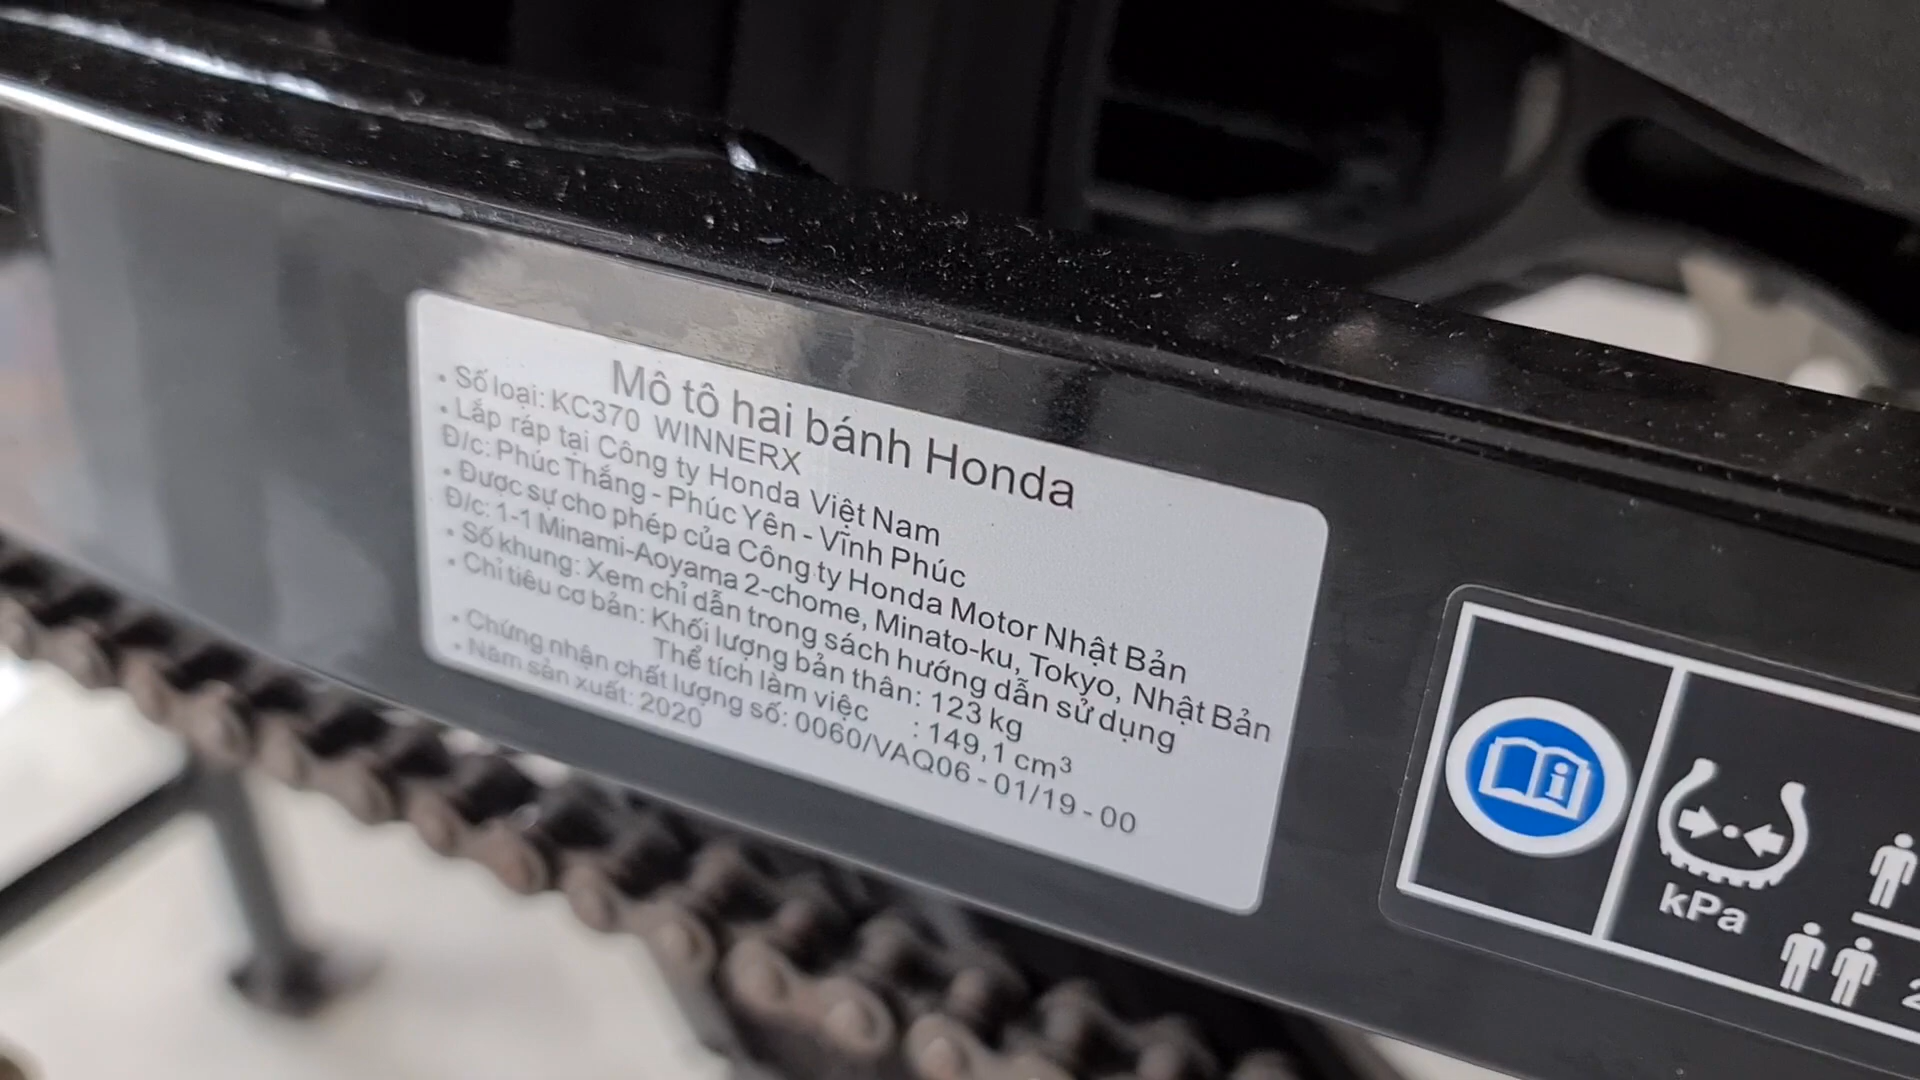 Mô tô hai bánh Honda
• Số loại: KC370 WINNERX
• Lắp ráp tại Công ty Honda Việt Nam
Đ/c: Phúc Thắng - Phúc Yên - Vĩnh Phúc
• Được sự cho phép của Công ty Honda Motor Nhật Bản
Đ/c: 1-1 Minami-Aoyama 2-chome, Minato-ku, Tokyo, Nhật Bản
• Số khung: Xem chỉ dẫn trong sách hướng dẫn sử dụng
• Chỉ tiêu cơ bản: Khối lượng bản thân: 123 kg
Thể tích làm việc : 149,1 cm³
• Chứng nhận chất lượng số: 0060/VAQ06 - 01/19 - 00
• Năm sản xuất: 2020
i
kPa